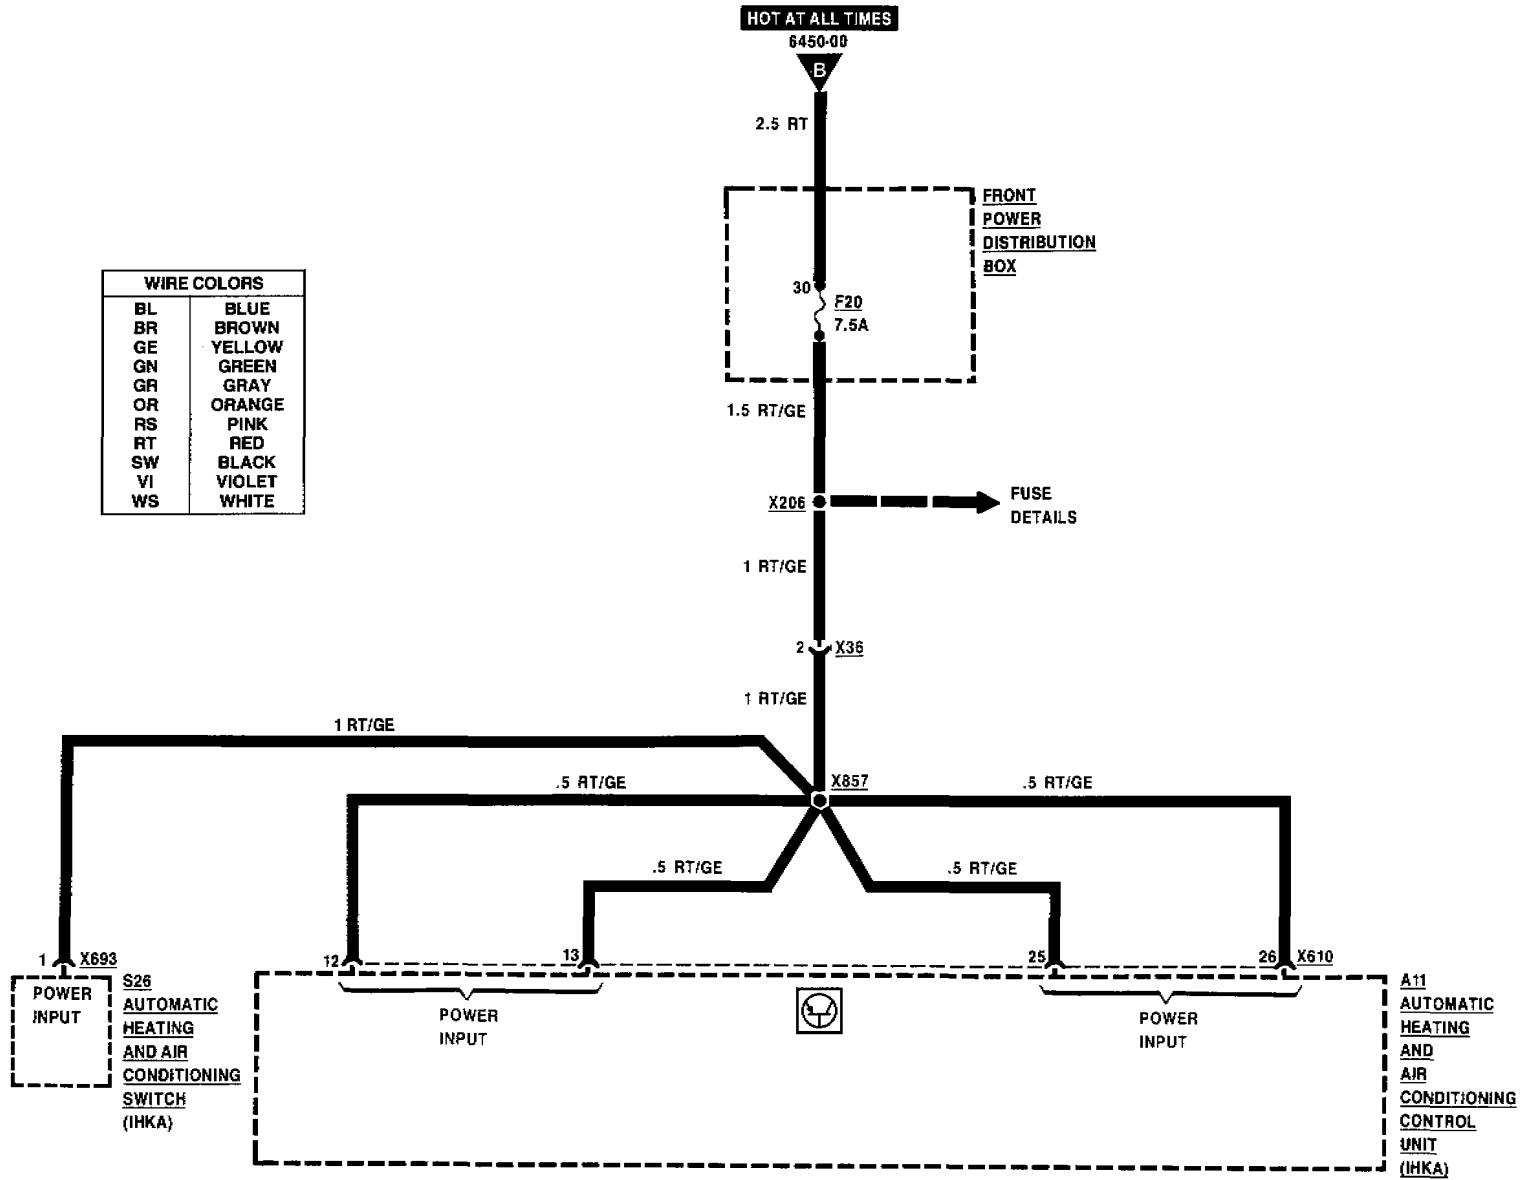 HOT AT ALL TIMES
6450-00
B
2.5 RT
FRONT
POWER
DISTRIBUTION
BOX
30
F20
7.5A
WIRE COLORS
BL BLUE
BR BROWN
GE YELLOW
GN GREEN
GR GRAY
OR ORANGE
RS PINK
RT RED
SW BLACK
VI VIOLET
WS WHITE
1.5 RT/GE
X206
FUSE
DETAILS
1 RT/GE
2 X36
1 RT/GE
1 RT/GE
X857
.5 RT/GE
.5 RT/GE
.5 RT/GE
.5 RT/GE
1 X693
12
13
25
26 X610
POWER
INPUT
S26
AUTOMATIC
HEATING
AND AIR
CONDITIONING
SWITCH
(IHKA)
POWER
INPUT
POWER
INPUT
A11
AUTOMATIC
HEATING
AND
AIR
CONDITIONING
CONTROL
UNIT
(IHKA)